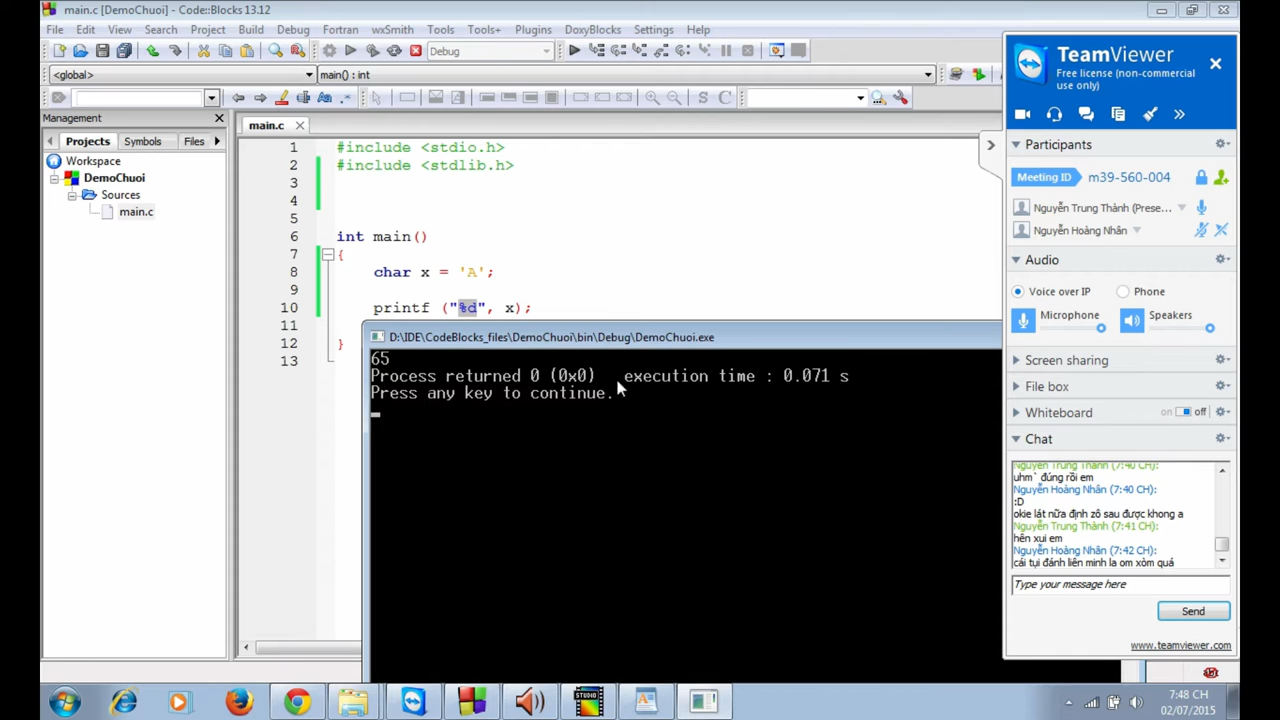 main.c [DemoChuoi] - Code::Blocks 13.12
File Edit View Search Project Build Debug Fortran wxSmith Tools Tools+ Plugins DoxyBlocks Settings Help
Debug
<global> main() : int
S C
Management
Projects Symbols Files
Workspace
DemoChuoi
Sources
main.c
main.c
1 #include <stdio.h>
2 #include <stdlib.h>
3
4
5
6 int main()
7 {
8 char x = 'A';
9
10 printf ("%d", x);
11
12 }
13
D:\IDE\CodeBlocks_files\DemoChuoi\bin\Debug\DemoChuoi.exe
65
Process returned 0 (0x0) execution time : 0.071 s
Press any key to continue.
TeamViewer
Free license (non-commercial
use only)
Participants
Meeting ID m39-560-004
Nguyễn Trung Thành (Prese...
Nguyễn Hoàng Nhân
Audio
Voice over IP Phone
Microphone Speakers
Screen sharing
File box
Whiteboard on off
Chat
Nguyễn Trung Thành (7:40 CH):
uhm` đúng rồi em
Nguyễn Hoàng Nhân (7:40 CH):
:D
okie lát nữa định zô sau được khong a
Nguyễn Trung Thành (7:41 CH):
hên xui em
Nguyễn Hoàng Nhân (7:42 CH):
cái tụi đánh liên minh la om xòm quá
Type your message here
Send
www.teamviewer.com
STUDIO
7:48 CH
02/07/2015